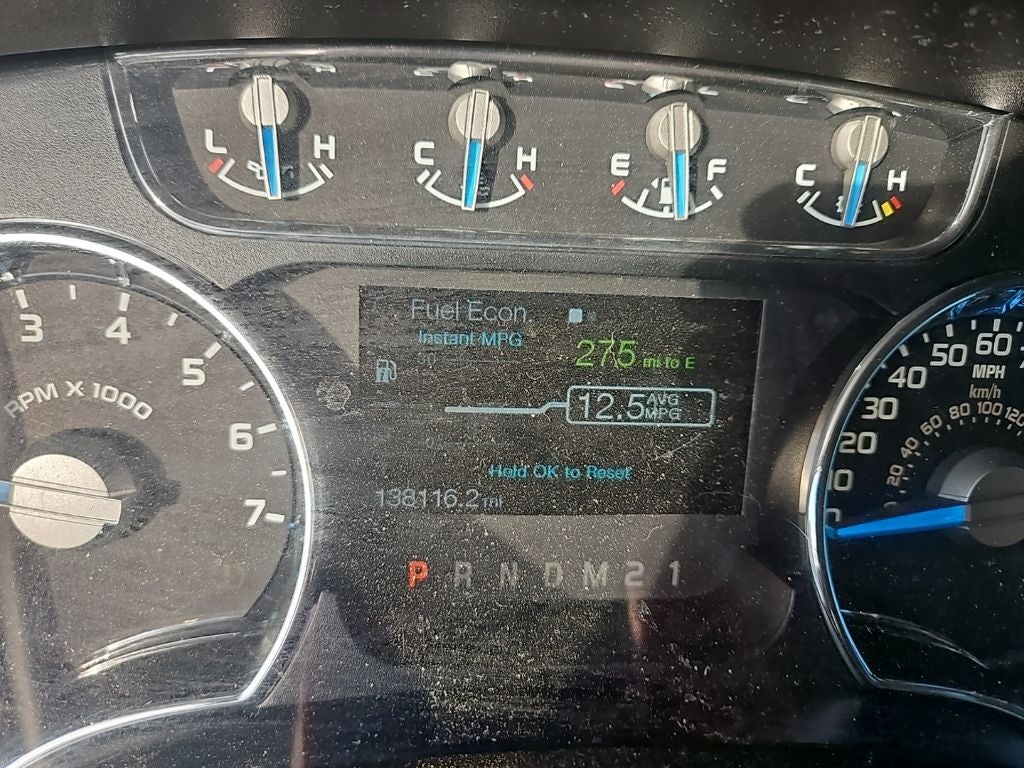 L H
C H
E F
C H
Fuel Econ.
Instant MPG
275 mi to E
12.5 AVG MPG
0
Hold OK to Reset
138116.2 mi
P R N D M 2 1
3 4 5 6 7
RPM X 1000
10 20 30 40 50 60
MPH
km/h
20 40 60 80 100 120